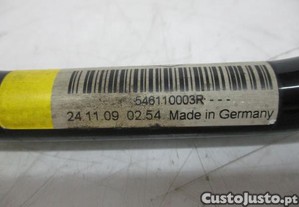 546110003R - - -
24 11.09 02.54 Made in Germany
CustoJusto.pt